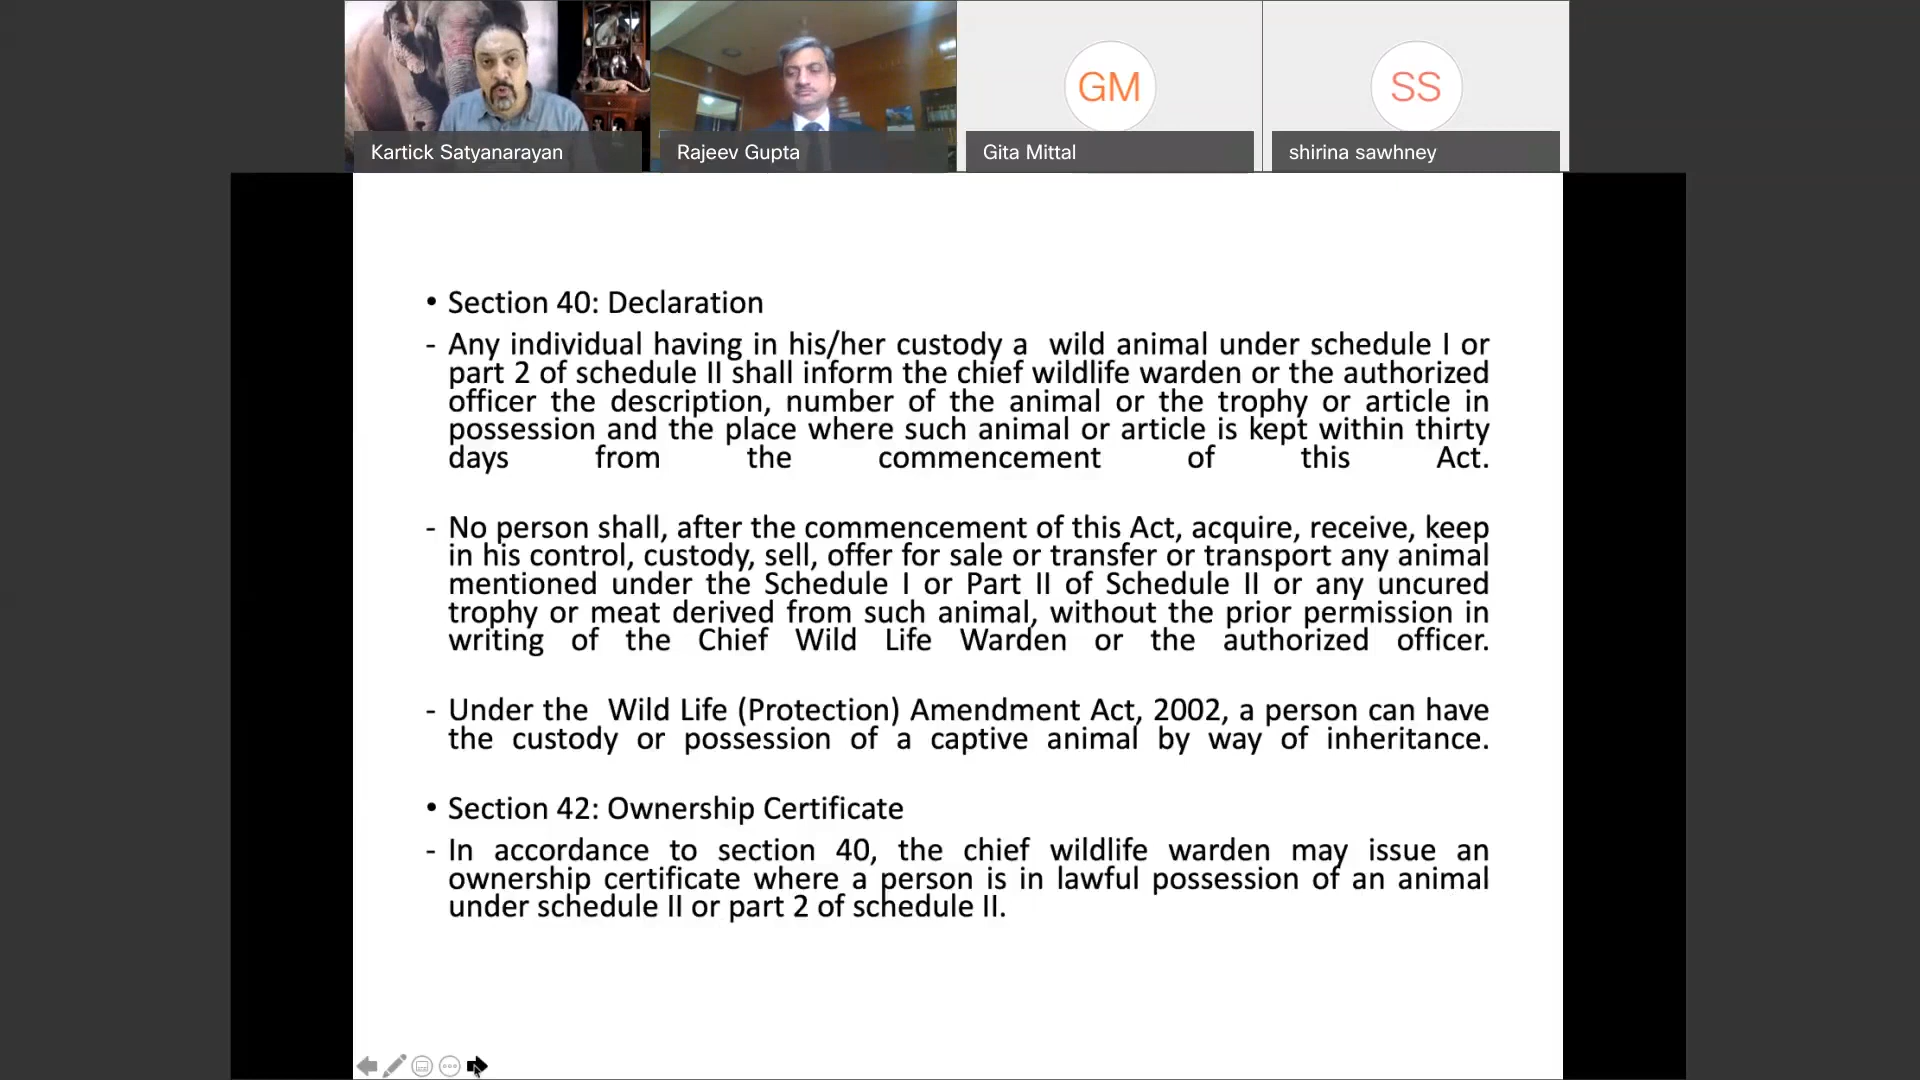 GM
SS
Kartick Satyanarayan
Rajeev Gupta
Gita Mittal
shirina sawhney
• Section 40: Declaration
- Any individual having in his/her custody a wild animal under schedule I or
part 2 of schedule II shall inform the chief wildlife warden or the authorized
officer the description, number of the animal or the trophy or article in
possession and the place where such animal or article is kept within thirty
days from the commencement of this Act.
- No person shall, after the commencement of this Act, acquire, receive, keep
in his control, custody, sell, offer for sale or transfer or transport any animal
mentioned under the Schedule I or Part II of Schedule II or any uncured
trophy or meat derived from such animal, without the prior permission in
writing of the Chief Wild Life Warden or the authorized officer.
- Under the Wild Life (Protection) Amendment Act, 2002, a person can have
the custody or possession of a captive animal by way of inheritance.
• Section 42: Ownership Certificate
- In accordance to section 40, the chief wildlife warden may issue an
ownership certificate where a person is in lawful possession of an animal
under schedule II or part 2 of schedule II.